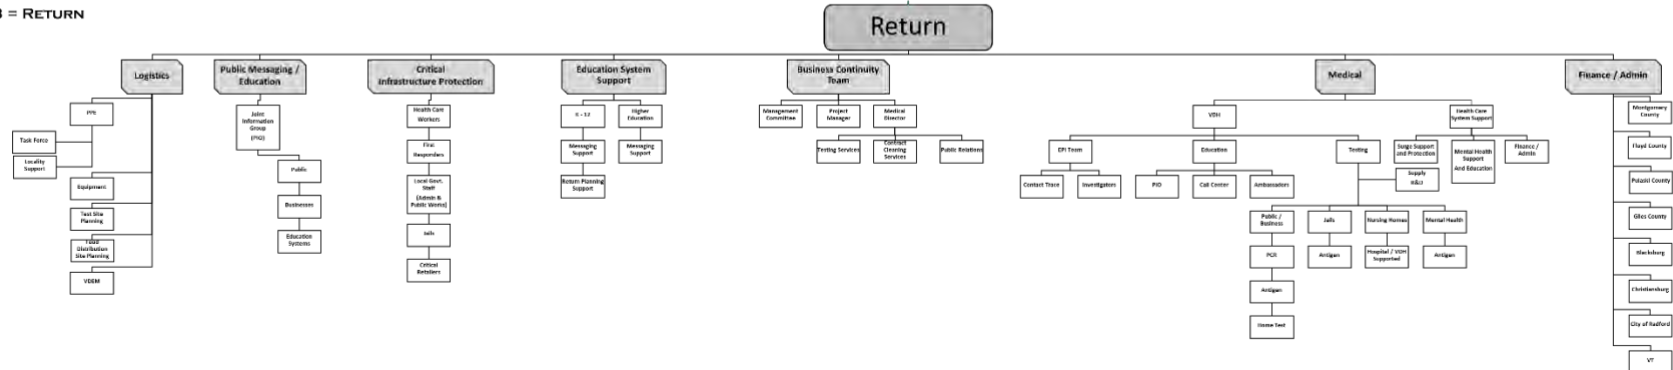 = RETURN
Return
Logistics
PPE
Task Force
Locality
Support
Equipment
Test Site
Planning
Food
Distribution
Site Planning
VDEM
Public Messaging /
Education
Joint
Information
Group
Public
Businesses
Education
Systems
Critical
Infrastructure Protection
Health Care
Workers
First
Responders
Local Govt.
Staff
(Admin &
Public Works)
Jails
Critical
Retailers
Education System
Support
K - 12
Messaging
Support
Return Planning
Support
Higher
Education
Messaging
Support
Business Continuity
Team
Management
Committee
Project
Manager
Medical
Director
Testing Services
Contract
Cleaning
Services
Public Relations
Medical
VDH
EPI Team
Contact Trace
Investigators
Education
PIO
Call Center
Ambassadors
Testing
Supply
Public /
Business
PCR
Antigen
Home Test
Jails
Antigen
Nursing Homes
Hospital / VDH
Supported
Mental Health
Antigen
Health Care
System Support
Surge Support
and Protection
Mental Health
Support
And Education
Finance /
Admin
Finance / Admin
Montgomery
County
Floyd County
Pulaski County
Giles County
Blacksburg
Christiansburg
City of Radford
VT